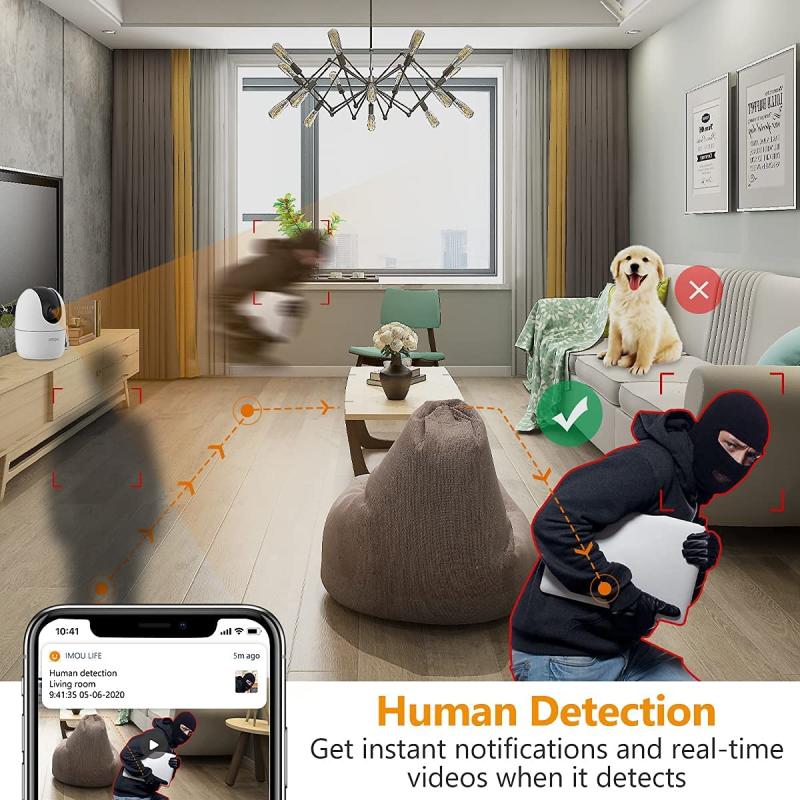 10:41
IMOU LIFE
5m ago
Human detection
Living room
9:41:35 05-06-2020
Human Detection
Get instant notifications and real-time
videos when it detects